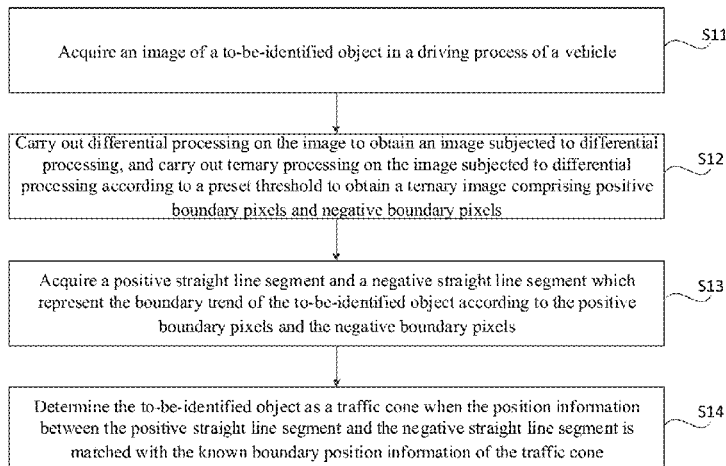 Acquire an image of a to-be-identified object in a driving process of a vehicle
S11
Carry out differential processing on the image to obtain an image subjected to differential
processing, and carry out ternary processing on the image subjected to differential
processing according to a preset threshold to obtain a ternary image comprising positive
boundary pixels and negative boundary pixels
S12
Acquire a positive straight line segment and a negative straight line segment which
represent the boundary trend of the to-be-identified object according to the positive
boundary pixels and the negative boundary pixels
S13
Determine the to-be-identified object as a traffic cone when the position information
between the positive straight line segment and the negative straight line segment is
matched with the known boundary position information of the traffic cone
S14